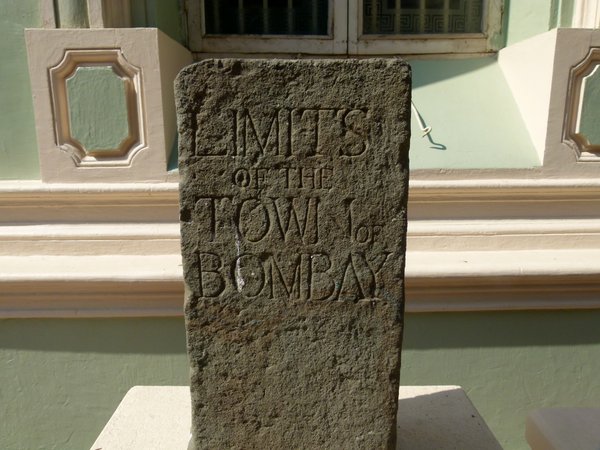 LIMITS
OF THE
TOWN OF
BOMBAY